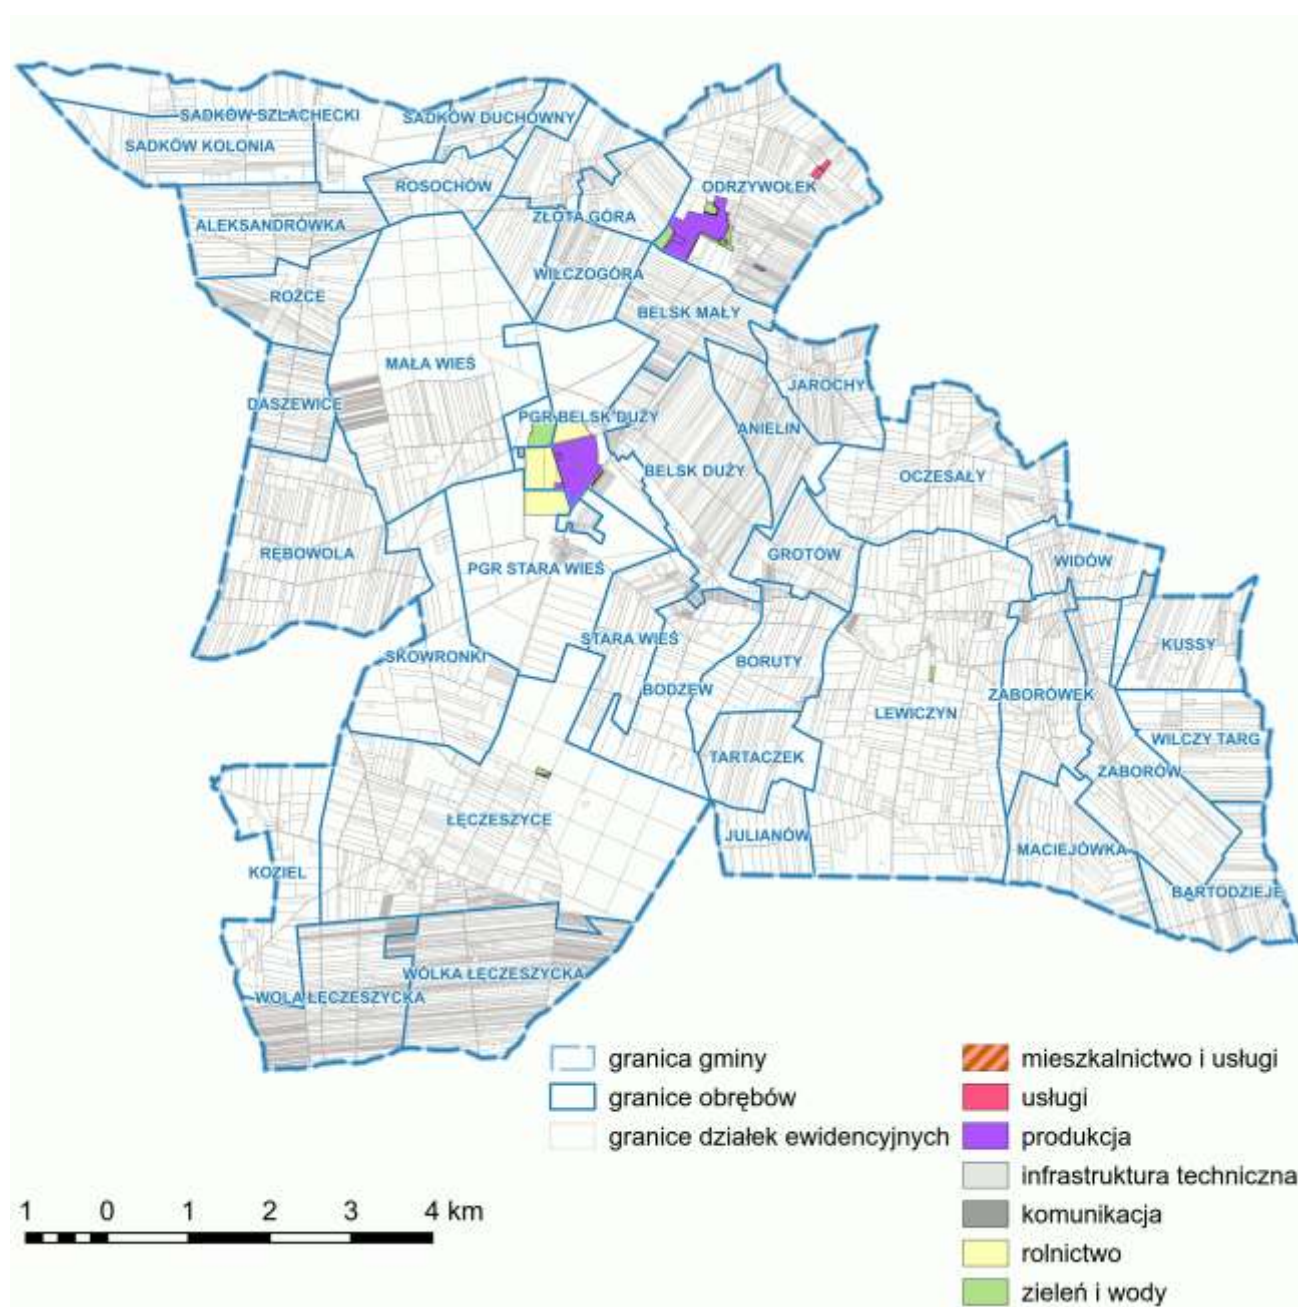 SADKÓW SZLACHECKI
SADKÓW DUCHOWNY
SADKÓW KOLONIA
ROSOCHÓW
ODRZYWOŁEK
ZŁOTA GÓRA
ALEKSANDRÓWKA
WILCZOGÓRA
ROŻCE
BELSK MAŁY
MAŁA WIEŚ
JAROCHY
DASZEWICE
PGR BELSK DUŻY
ANIELIN
BELSK DUŻY
OCZESAŁY
RĘBOWOLA
GROTÓW
WIDÓW
PGR STARA WIEŚ
STARA WIEŚ
KUSSY
SKOWRONKI
BORUTY
BODZEW
ZABORÓWEK
LEWICZYN
WILCZY TARG
TARTACZEK
ZABORÓW
ŁĘCZESZYCE
JULIANÓW
MACIEJÓWKA
KOZIEL
BARTODZIEJE
WÓLKA ŁĘCZESZYCKA
WOLA ŁĘCZESZYCKA
granica gminy
granice obrębów
granice działek ewidencyjnych
mieszkalnictwo i usługi
usługi
produkcja
infrastruktura techniczna
komunikacja
rolnictwo
zieleń i wody
1 0 1 2 3 4 km